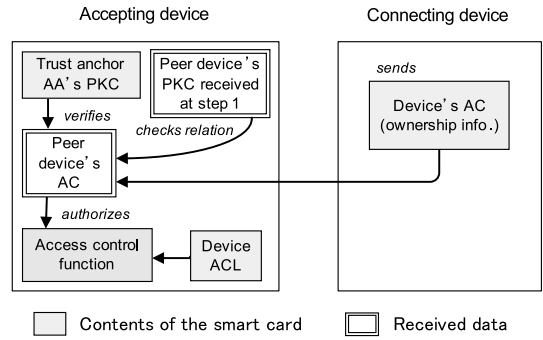 Accepting device
Connecting device
Trust anchor
AA's PKC
Peer device's
PKC received
at step 1
sends
verifies
checks relation
Device's AC
(ownership info.)
Peer
device's
AC
authorizes
Access control
function
Device
ACL
Contents of the smart card
Received data